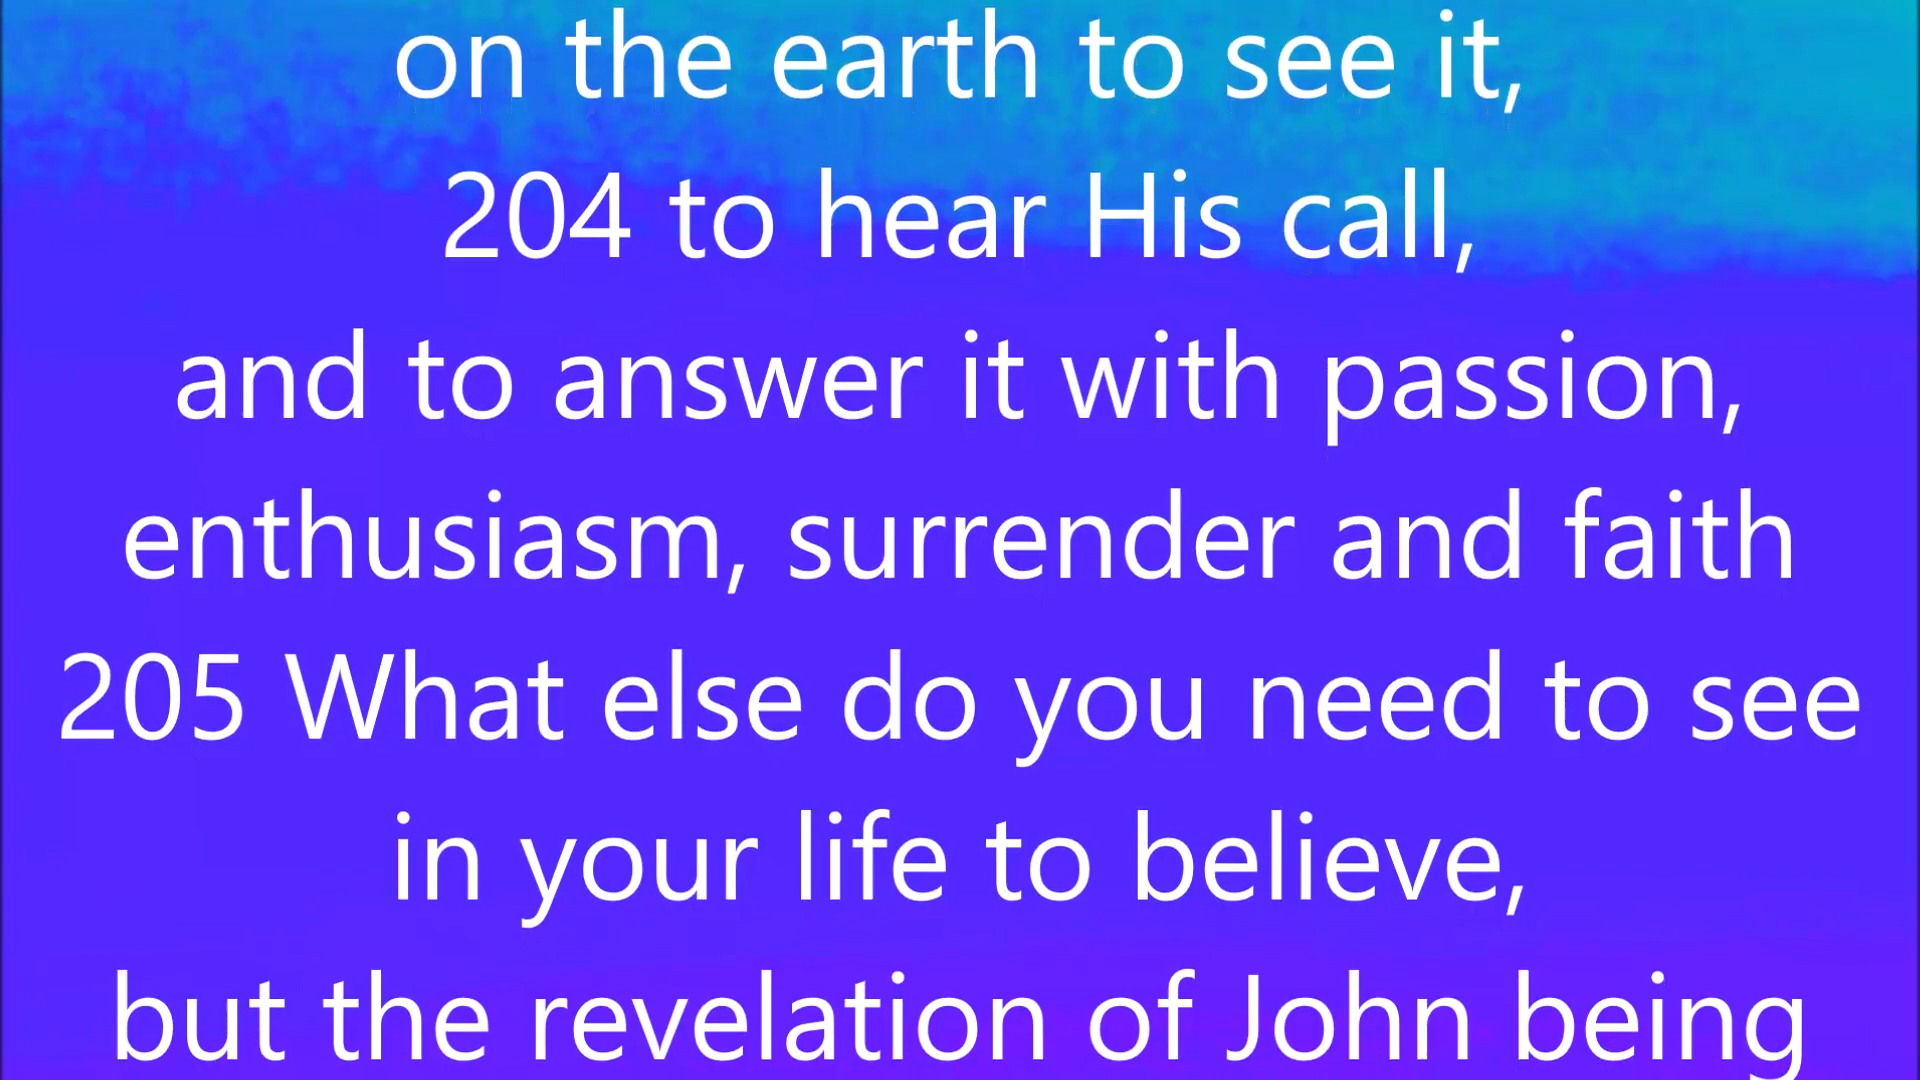 on the earth to see it,
204 to hear His call,
and to answer it with passion,
enthusiasm, surrender and faith
205 What else do you need to see
in your life to believe,
but the revelation of John being